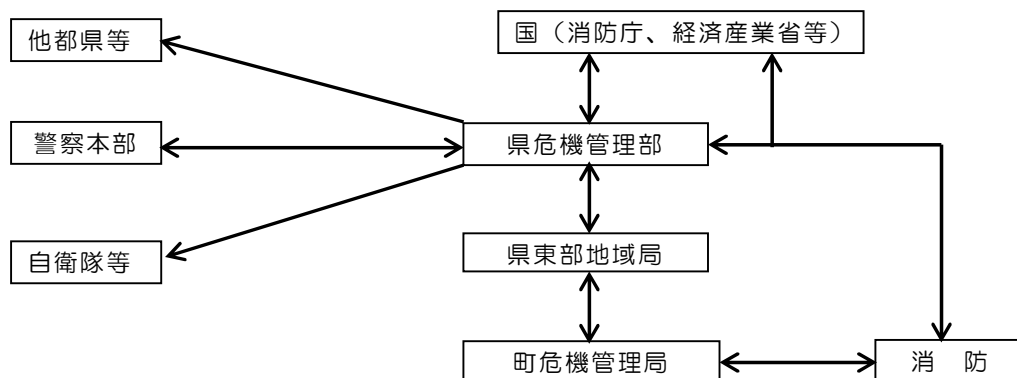 他都県等
国（消防庁、経済産業省等）
警察本部
県危機管理部
自衛隊等
県東部地域局
町危機管理局
消　防